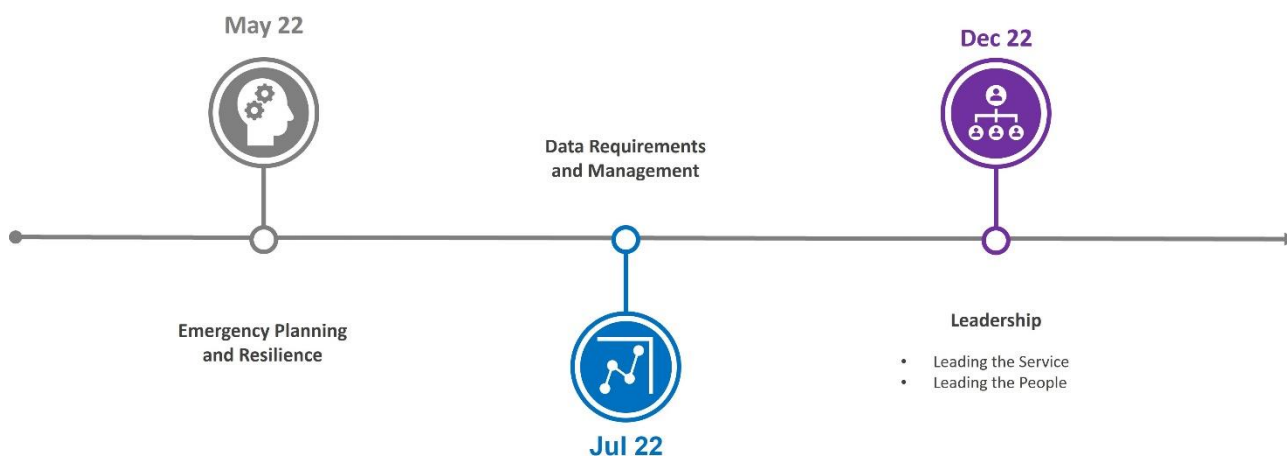 May 22
Emergency Planning
and Resilience
Data Requirements
and Management
Jul 22
Dec 22
Leadership
• Leading the Service
• Leading the People